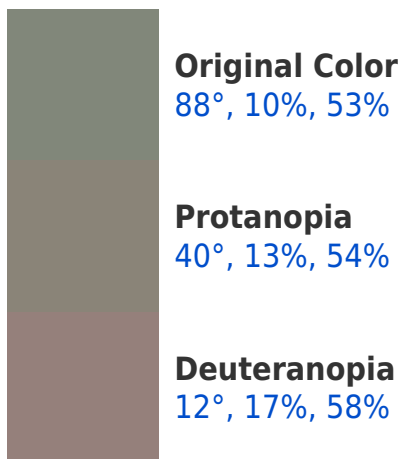 Original Color
88°, 10%, 53%
Protanopia
40°, 13%, 54%
Deuteranopia
12°, 17%, 58%